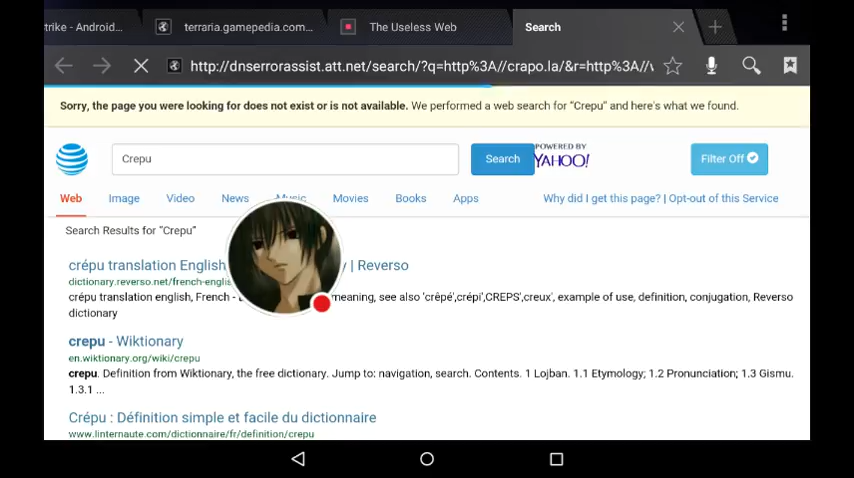 trike - Android...
terraria.gamepedia.com...
The Useless Web
Search
http://dnserrorassist.att.net/search/?q=http%3A//crapo.la/&r=http%3A//
Sorry, the page you were looking for does not exist or is not available. We performed a web search for "Crepu" and here's what we found.
Crepu
Search
POWERED BY
YAHOO!
Filter Off
Web Image Video News Music Movies Books Apps
Why did I get this page? | Opt-out of this Service
Search Results for "Crepu"
crépu translation English | Reverso
dictionary.reverso.net/french-englis
crépu translation english, French - meaning, see also 'crêpé',crépi',CREPS',creux', example of use, definition, conjugation, Reverso
dictionary
crepu - Wiktionary
en.wiktionary.org/wiki/crepu
crepu. Definition from Wiktionary, the free dictionary. Jump to: navigation, search. Contents. 1 Lojban. 1.1 Etymology; 1.2 Pronunciation; 1.3 Gismu.
1.3.1 ...
Crépu : Définition simple et facile du dictionnaire
www.linternaute.com/dictionnaire/fr/definition/crepu